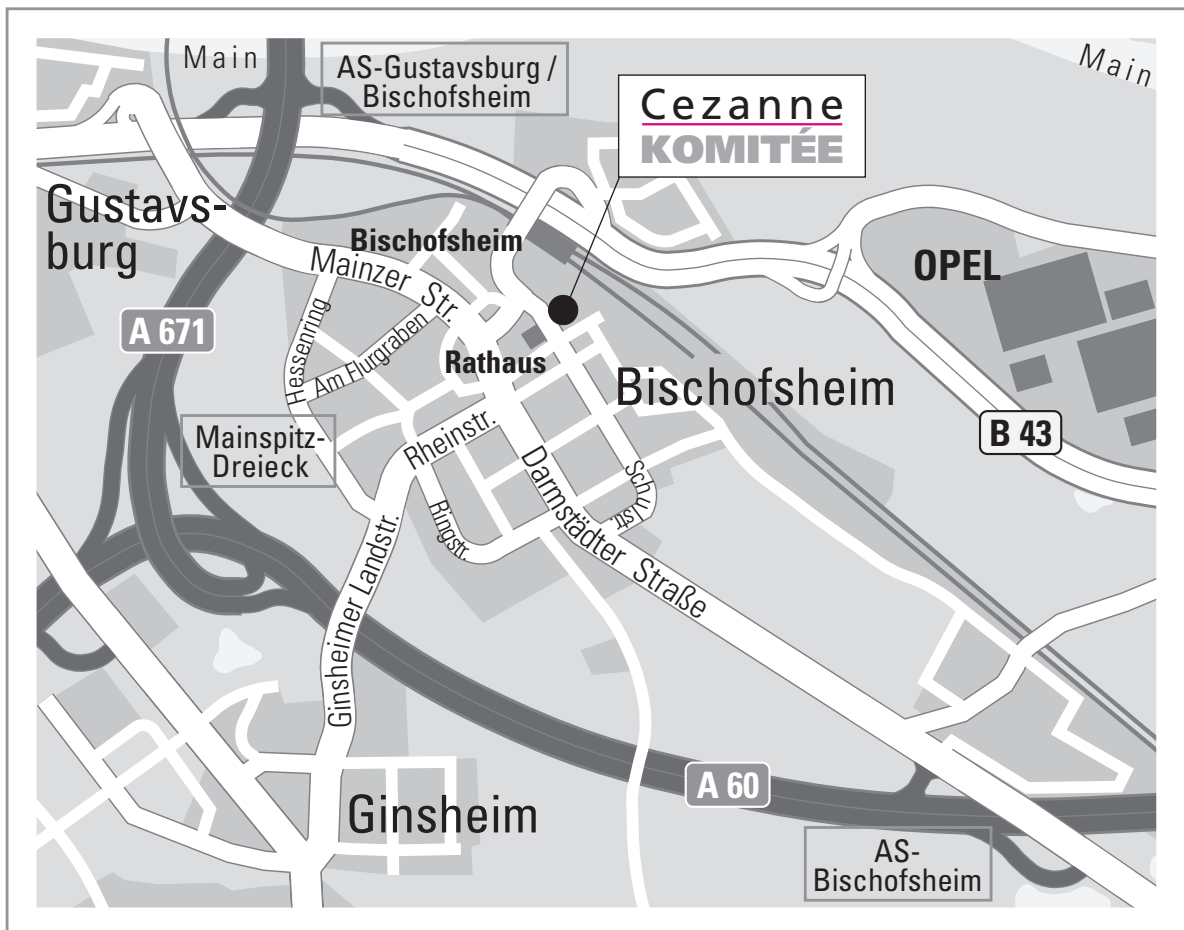 Main
AS-Gustavsburg /
Bischofsheim
Main
Cezanne
KOMITÉE
Gustavs-
burg
Bischofsheim
Mainzer Str.
OPEL
A 671
Hessenring
Am Flurgraben
Rathaus
Bischofsheim
Mainspitz-
Dreieck
Rheinstr.
B 43
Schulstr.
Ringstr.
Darmstädter Straße
Ginsheimer Landstr.
A 60
Ginsheim
AS-
Bischofsheim